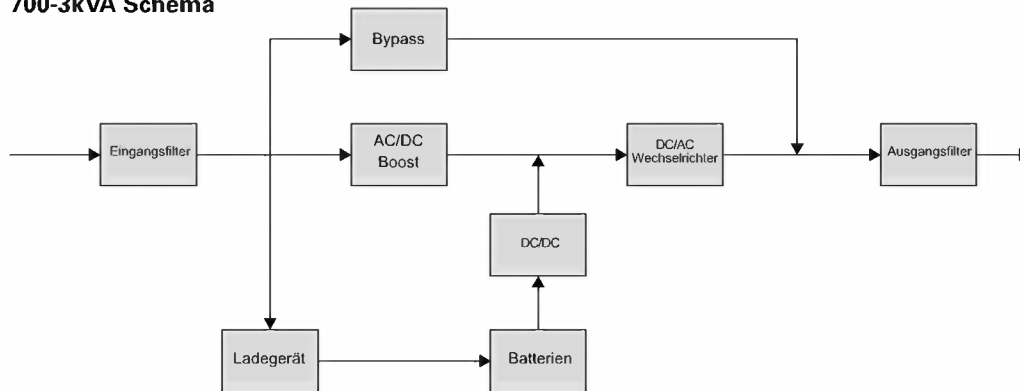 700-3kVA Schema
Bypass
Eingangsfilter
AC/DC
Boost
DC/AC
Wechselrichter
Ausgangsfilter
DC/DC
Ladegerät
Batterien